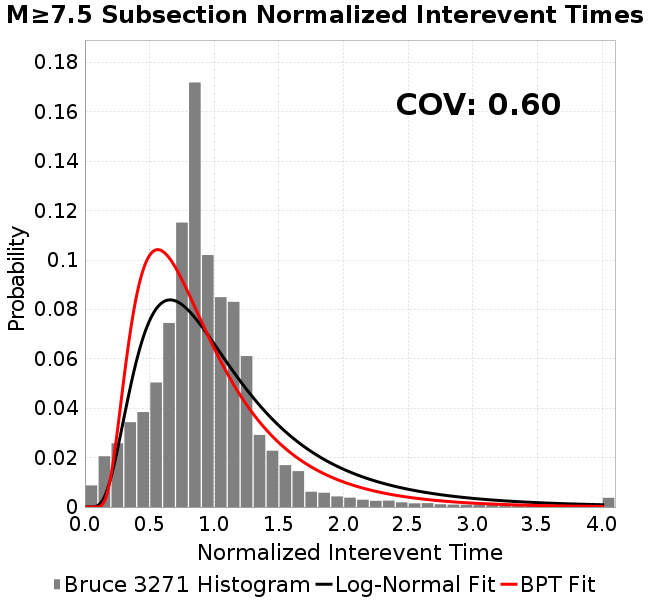 M≥7.5 Subsection Normalized Interevent Times
COV: 0.60
Probability
0.18
0.16
0.14
0.12
0.1
0.08
0.06
0.04
0.02
0
0.0 0.5 1.0 1.5 2.0 2.5 3.0 3.5 4.0
Normalized Interevent Time
Bruce 3271 Histogram Log-Normal Fit BPT Fit